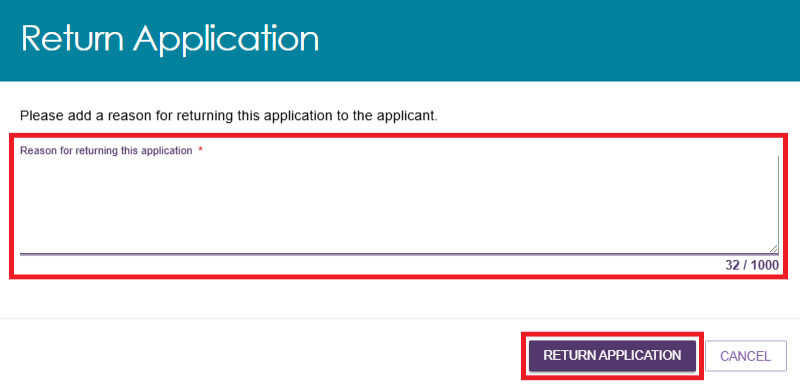 Return Application
Please add a reason for returning this application to the applicant.
Reason for returning this application *
32 / 1000
RETURN APPLICATION
CANCEL